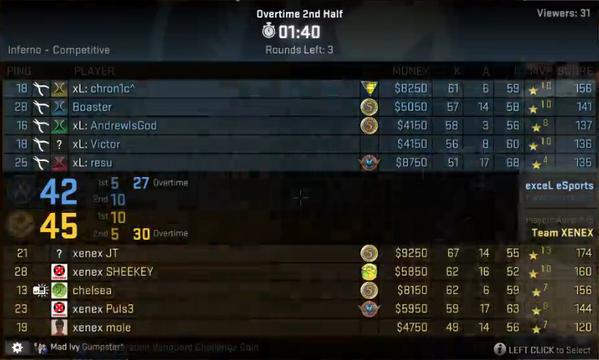 Overtime 2nd Half
Viewers: 31
01:40
Inferno - Competitive
Rounds Left: 3
PING PLAYER MONEY K A D MVP SCORE
18 xL: chron1c^ $8250 61 6 59 10 156
28 Boaster $5050 57 14 58 10 141
16 xL: AndrewIsGod $4150 58 3 56 8 137
18 ? xL: Victor $4150 56 8 60 10 136
25 xL: resu $8750 51 17 68 4 135
42 1st 5 27 Overtime
2nd 10
exceL eSports
45 1st 10
2nd 5 30 Overtime
Team XENEX
21 ? xenex JT $9250 67 14 55 13 174
28 xenex SHEEKEY $5850 62 16 52 10 160
13 chelsea $8150 62 6 59 7 156
23 xenex Puls3 $5950 59 17 63 6 144
19 xenex mole $4750 49 14 56 7 120
Mad Ivy Gumpster
LEFT CLICK to Select